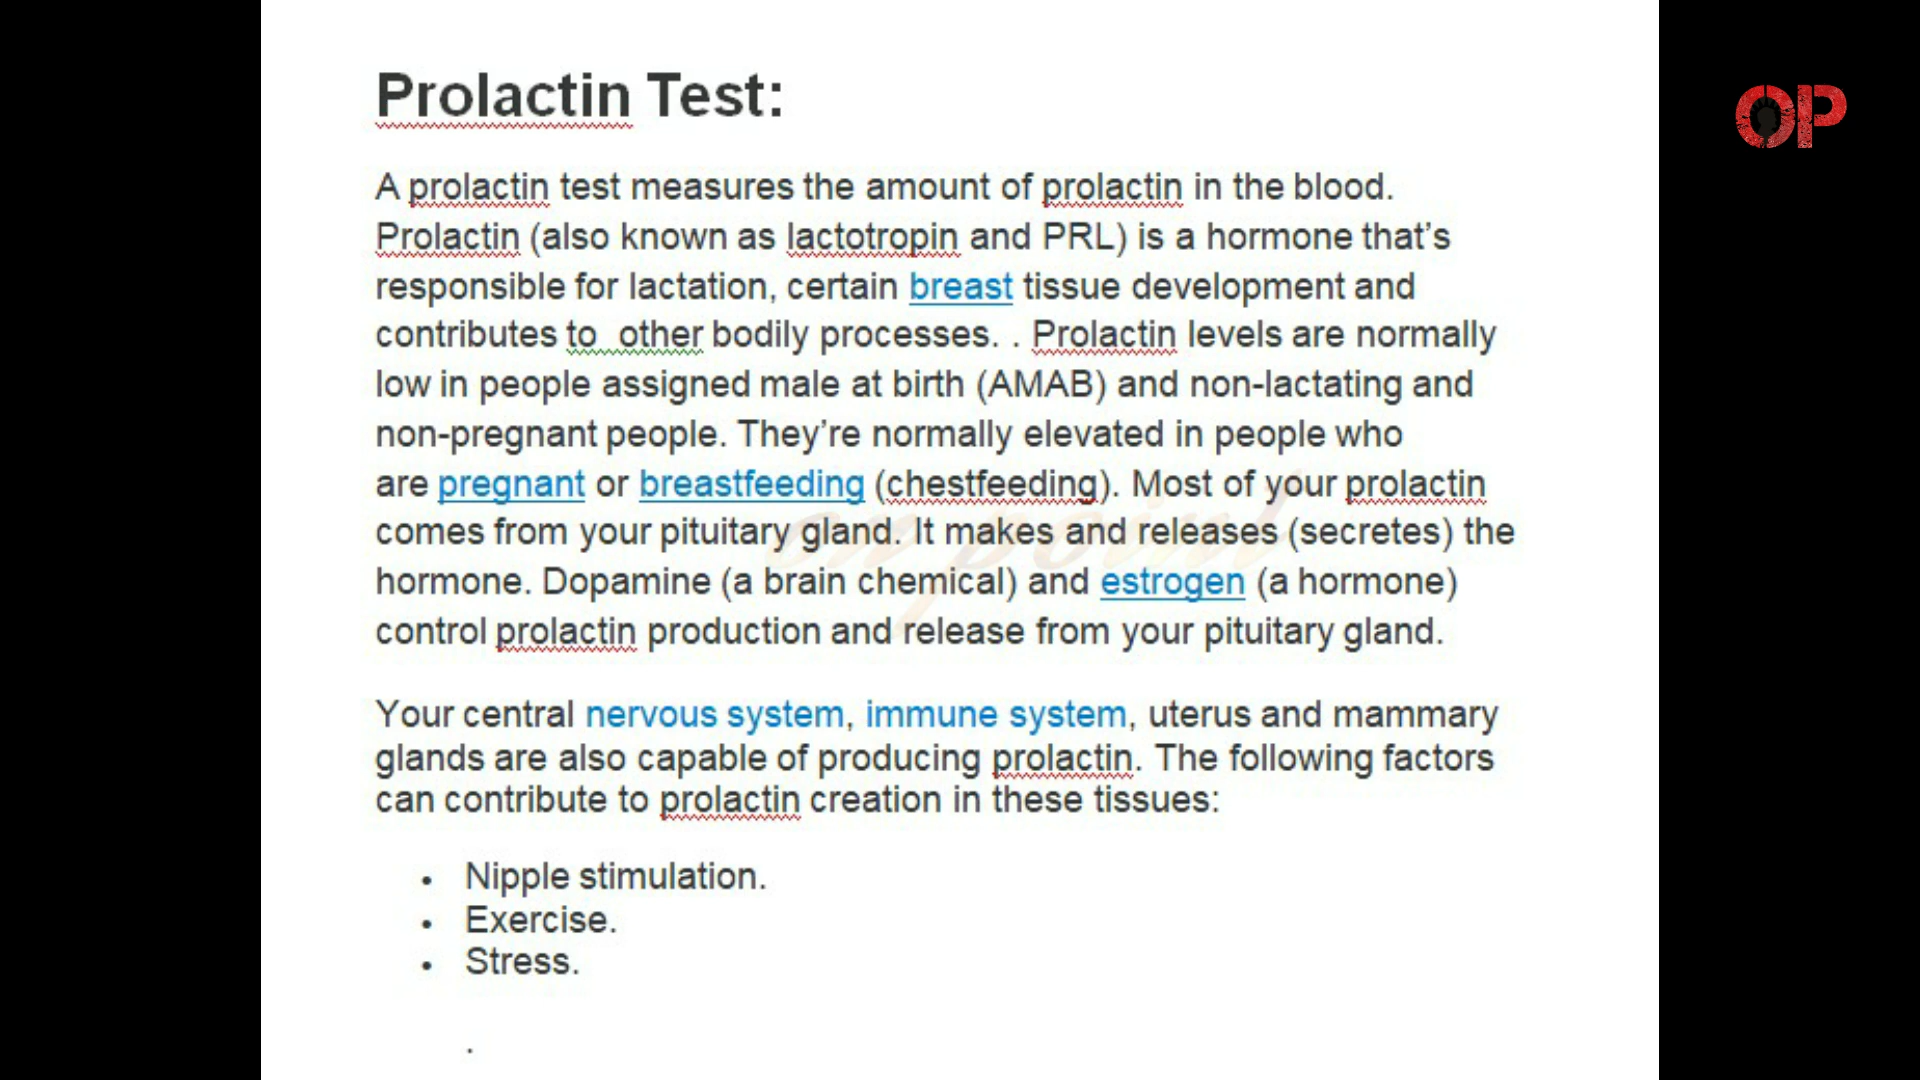 Prolactin Test:
OP
A prolactin test measures the amount of prolactin in the blood.
Prolactin (also known as lactotropin and PRL) is a hormone that’s
responsible for lactation, certain breast tissue development and
contributes to  other bodily processes. . Prolactin levels are normally
low in people assigned male at birth (AMAB) and non-lactating and
non-pregnant people. They’re normally elevated in people who
are pregnant or breastfeeding (chestfeeding). Most of your prolactin
comes from your pituitary gland. It makes and releases (secretes) the
on point
hormone. Dopamine (a brain chemical) and estrogen (a hormone)
control prolactin production and release from your pituitary gland.
Your central nervous system, immune system, uterus and mammary
glands are also capable of producing prolactin. The following factors
can contribute to prolactin creation in these tissues:
• Nipple stimulation.
• Exercise.
• Stress.
.